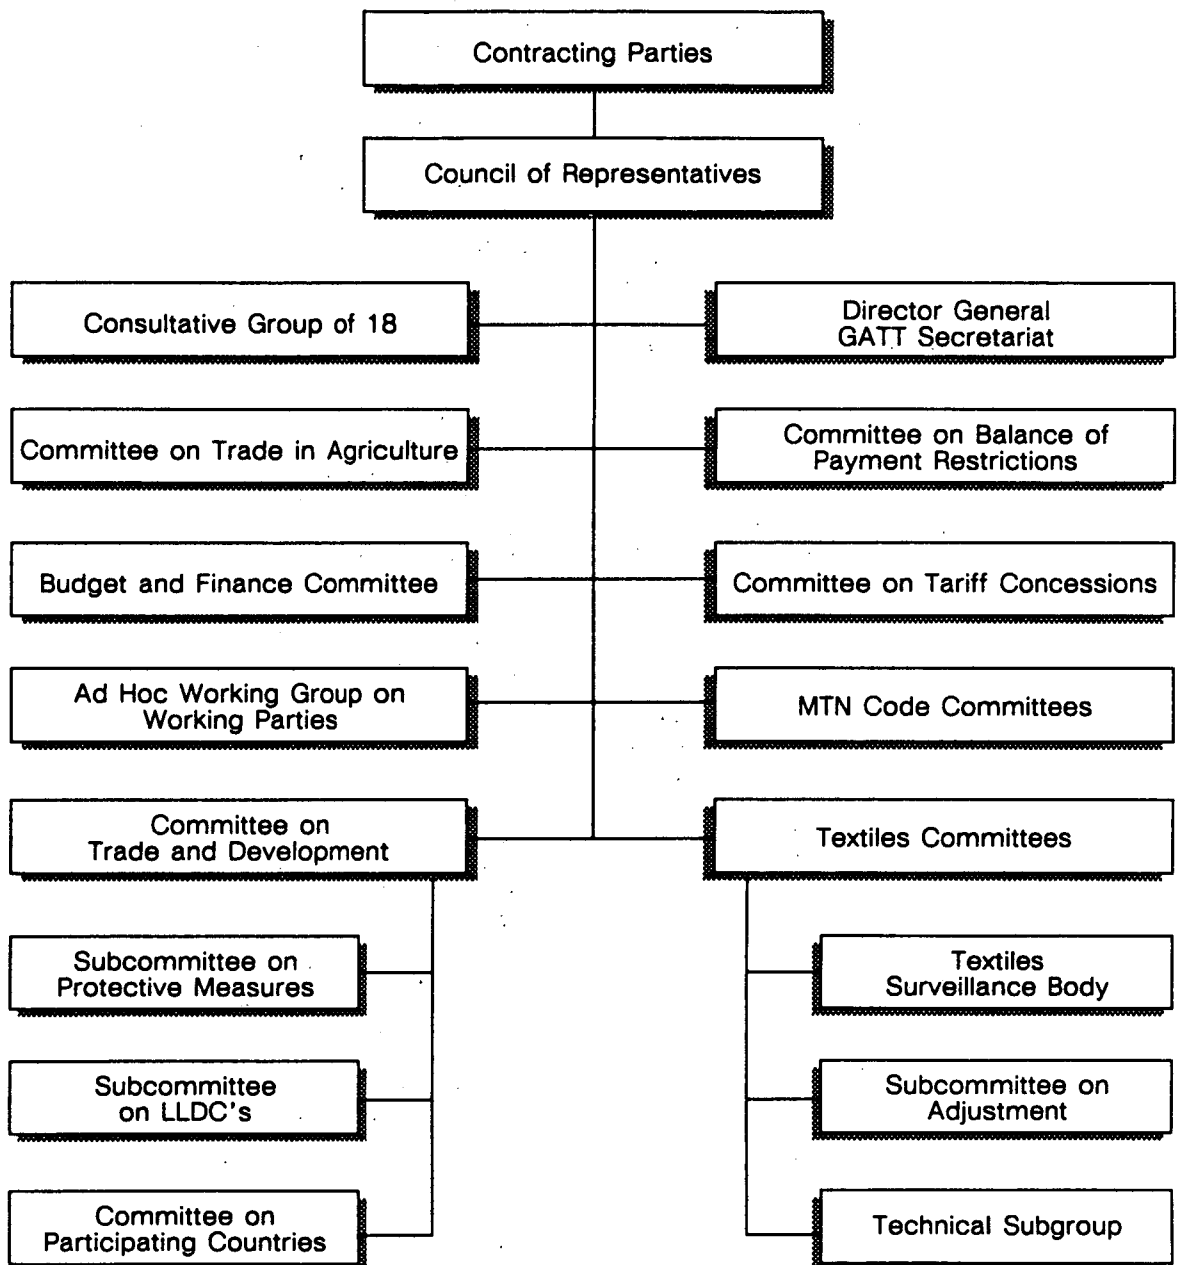 Contracting Parties
Council of Representatives
Consultative Group of 18
Director General
GATT Secretariat
Committee on Trade in Agriculture
Committee on Balance of
Payment Restrictions
Budget and Finance Committee
Committee on Tariff Concessions
Ad Hoc Working Group on
Working Parties
MTN Code Committees
Committee on
Trade and Development
Textiles Committees
Subcommittee on
Protective Measures
Textiles
Surveillance Body
Subcommittee
on LLDC's
Subcommittee on
Adjustment
Committee on
Participating Countries
Technical Subgroup